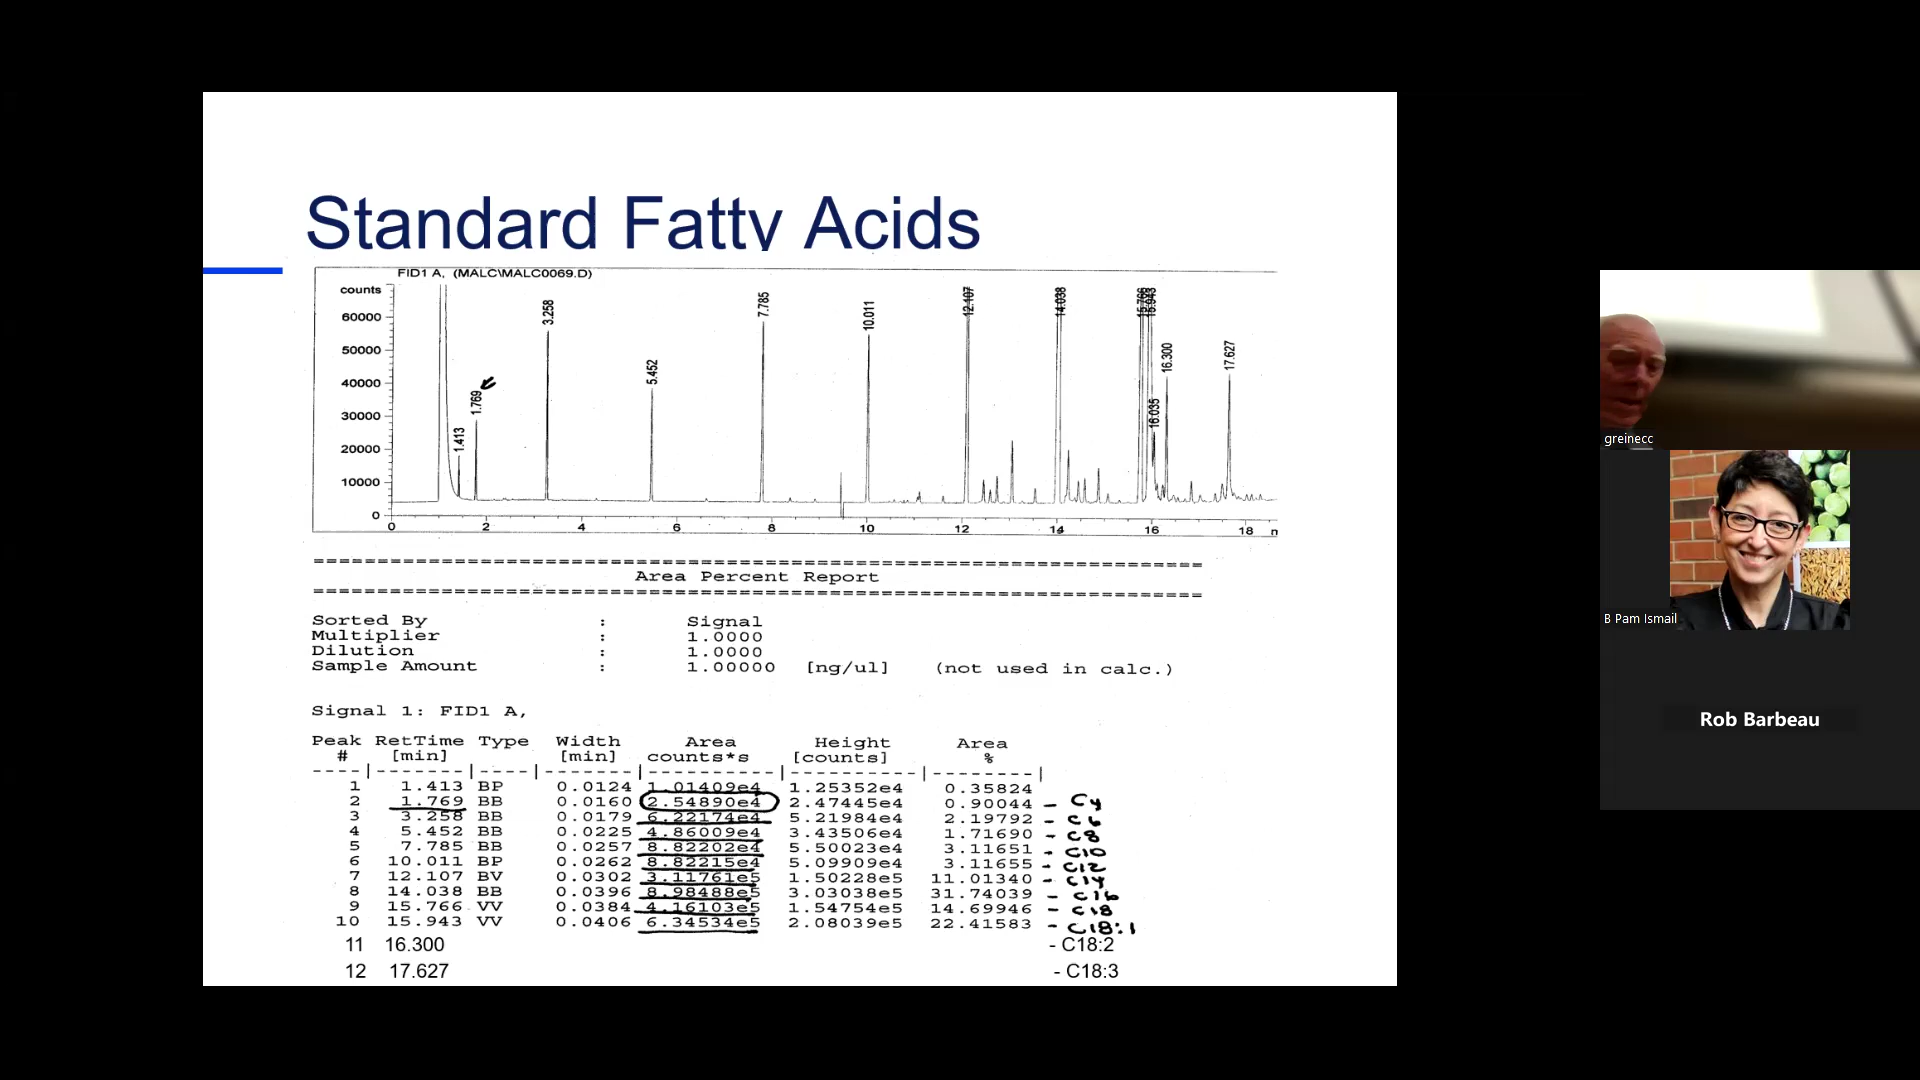 Standard Fatty Acids
FID1 A, (MALC\MALC0069.D)
counts
60000
50000
40000
30000
20000
10000
0
1.413
1.769
3.258
5.452
7.785
10.011
12.107
14.038
15.766
15.943
16.035
16.300
17.627
0 2 4 6 8 10 12 14 16 18
Area Percent Report
Sorted By : Signal
Multiplier : 1.0000
Dilution : 1.0000
Sample Amount : 1.00000 [ng/ul] (not used in calc.)
Signal 1: FID1 A,
Peak RetTime Type Width Area Height Area
# [min] [min] counts*s [counts] %
1 1.413 BP 0.0124 1.01409e4 1.25352e4 0.35824
2 1.769 BB 0.0160 2.54890e4 2.47445e4 0.90044 - C4
3 3.258 BB 0.0179 6.22174e4 5.21984e4 2.19792 - C6
4 5.452 BB 0.0225 4.86009e4 3.43506e4 1.71690 - C8
5 7.785 BB 0.0257 8.82202e4 5.50023e4 3.11651 - C10
6 10.011 BP 0.0262 8.82215e4 5.09909e4 3.11655 - C12
7 12.107 BV 0.0302 3.11761e5 1.50228e5 11.01340 - C14
8 14.038 BB 0.0396 8.98488e5 3.03038e5 31.74039 - C16
9 15.766 VV 0.0384 4.16103e5 1.54754e5 14.69946 - C18
10 15.943 VV 0.0406 6.34534e5 2.08039e5 22.41583 - C18:1
11 16.300 - C18:2
12 17.627 - C18:3
greinecc
B Pam Ismail
Rob Barbeau